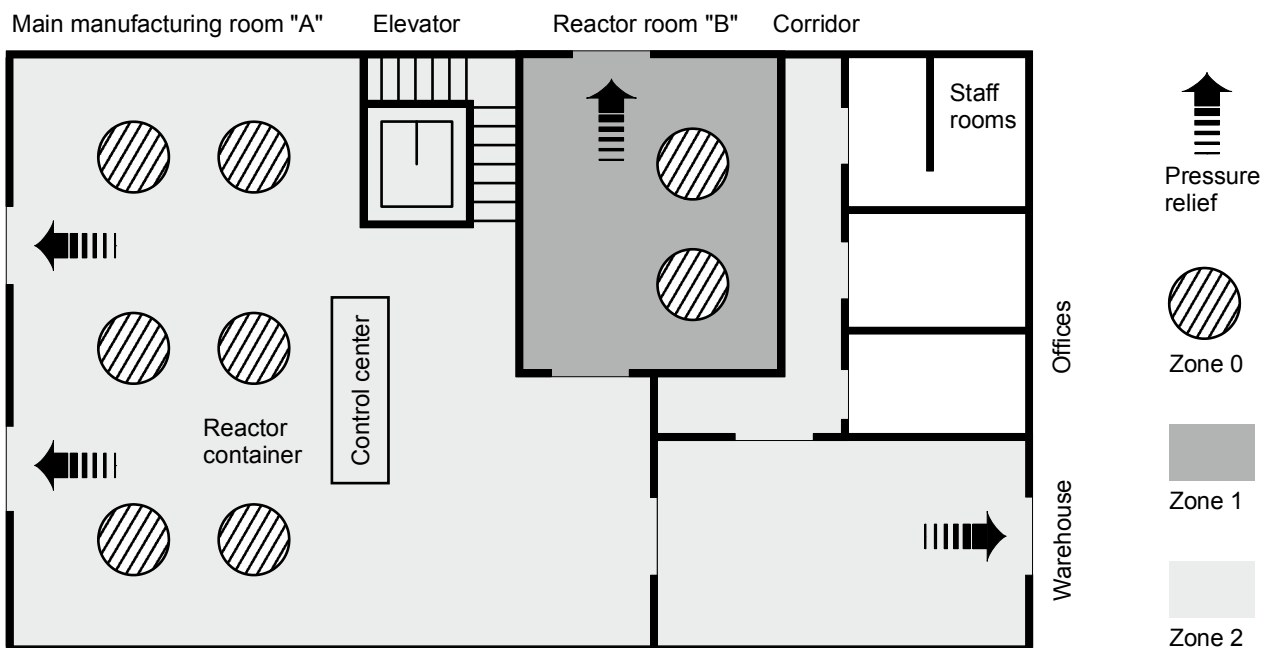 Main manufacturing room "A"
Elevator
Reactor room "B"
Corridor
Staff
rooms
Pressure
relief
Offices
Zone 0
Control center
Reactor
container
Warehouse
Zone 1
Zone 2